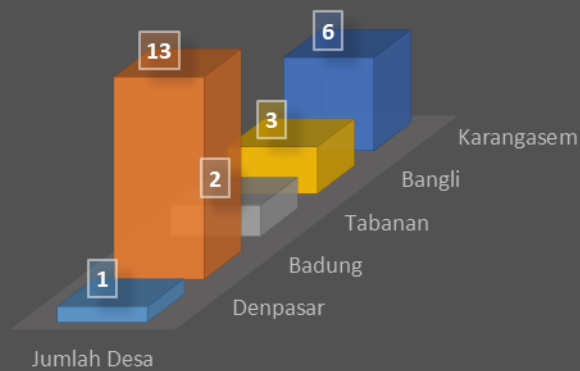 6
13
3
Karangasem
2
Bangli
Tabanan
Badung
1
Denpasar
Jumlah Desa